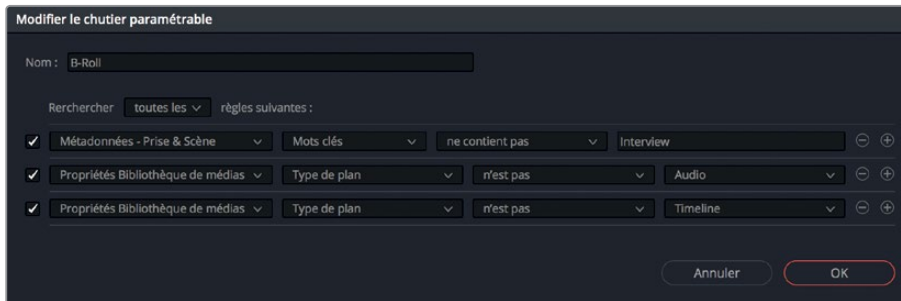 Modifier le chutier paramétrable
Nom : B-Roll
Rerchercher toutes les règles suivantes :
Métadonnées - Prise & Scène Mots clés ne contient pas Interview
Propriétés Bibliothèque de médias Type de plan n'est pas Audio
Propriétés Bibliothèque de médias Type de plan n'est pas Timeline
Annuler OK